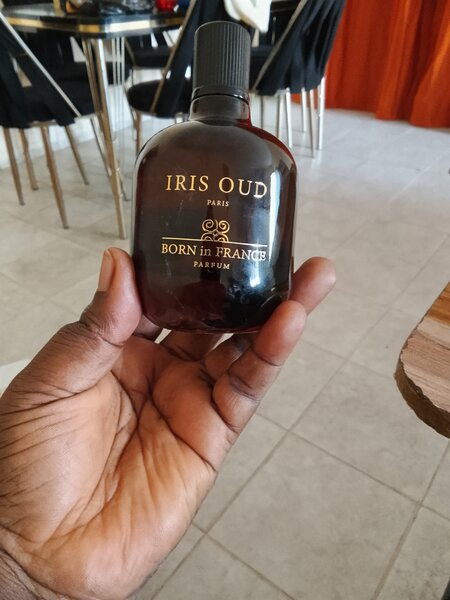 IRIS OUD
PARIS
BORN in FRANCE
PARFUM